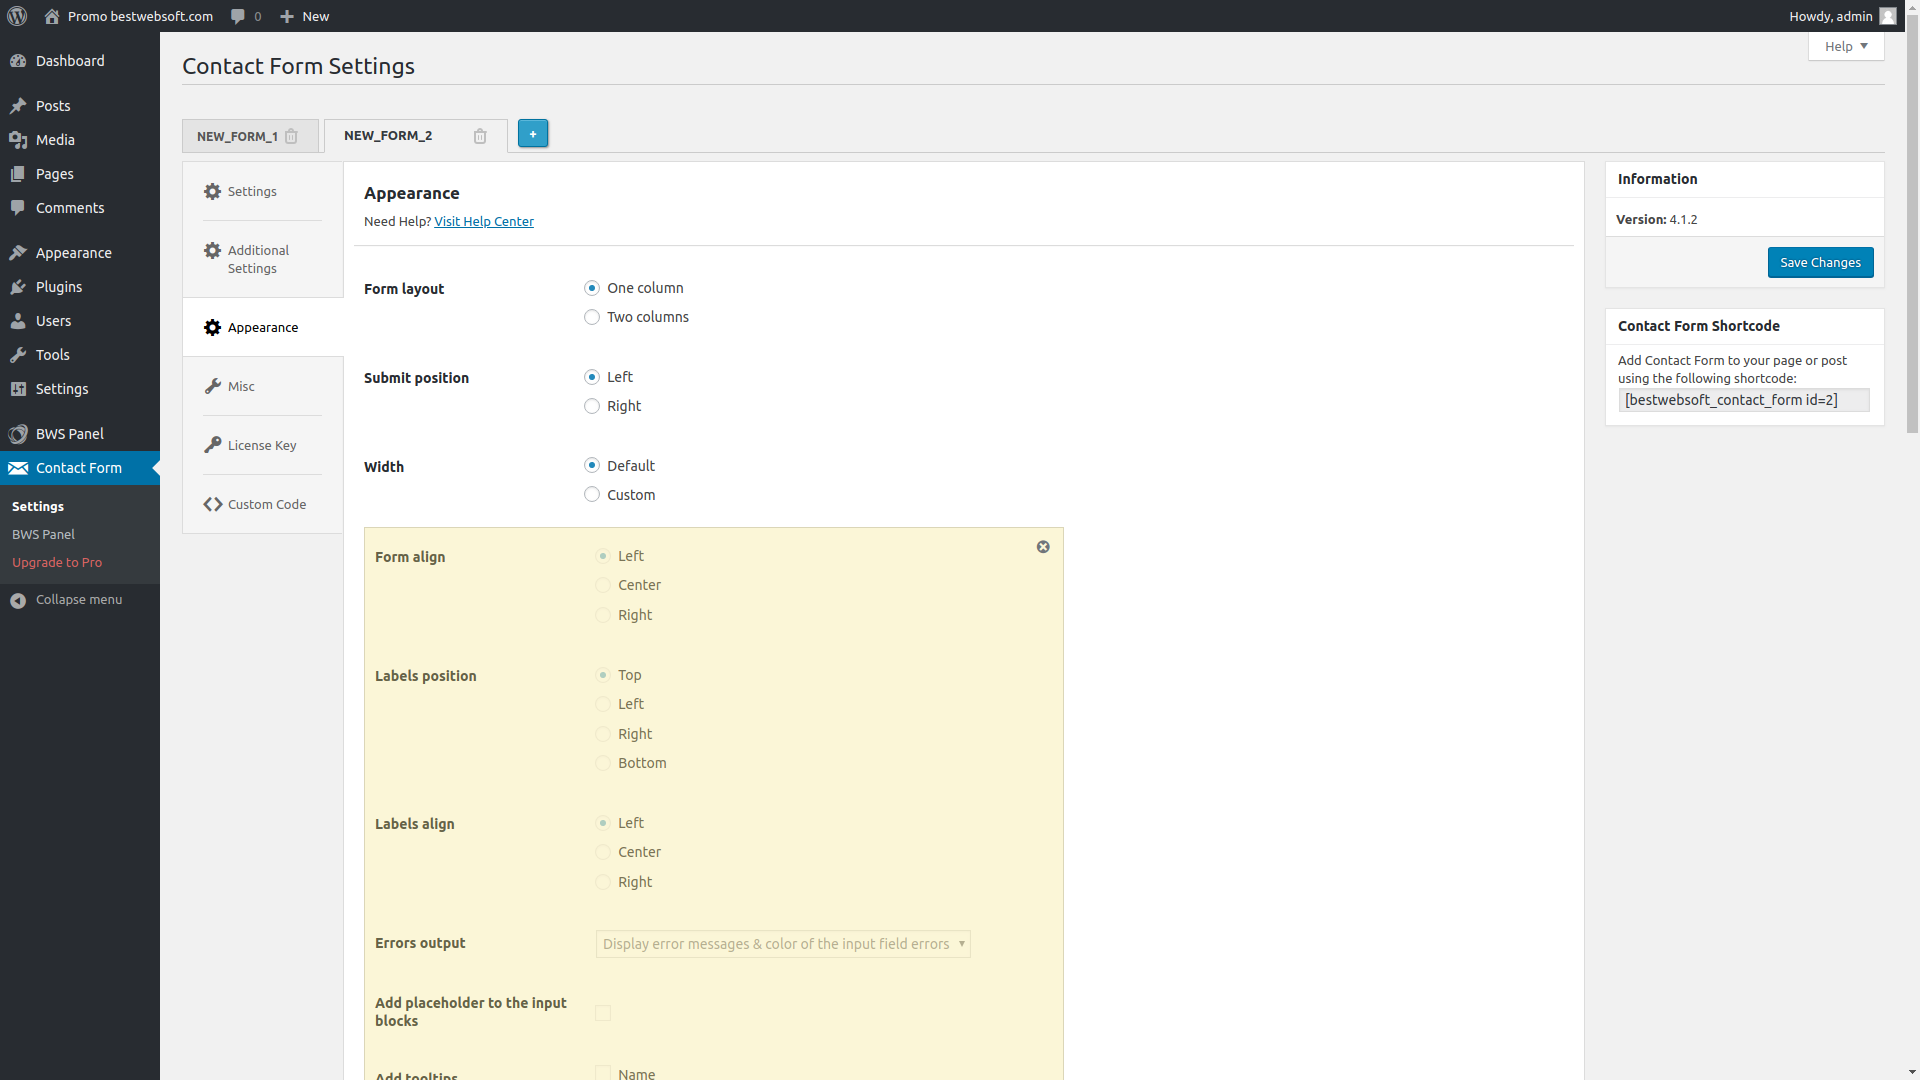 Promo bestwebsoft.com 0 New Howdy, admin
Dashboard
Posts
Media
Pages
Comments
Appearance
Plugins
Users
Tools
Settings
BWS Panel
Contact Form
Settings
BWS Panel
Upgrade to Pro
Collapse menu
Help ▼
Contact Form Settings
NEW_FORM_1 NEW_FORM_2 +
Settings
Additional
Settings
Appearance
Misc
License Key
Custom Code
Appearance
Need Help? Visit Help Center
Form layout
One column
Two columns
Submit position
Left
Right
Width
Default
Custom
Form align
Left
Center
Right
Labels position
Top
Left
Right
Bottom
Labels align
Left
Center
Right
Errors output
Display error messages & color of the input field errors
Add placeholder to the input
blocks
Add tooltips
Name
Information
Version: 4.1.2
Save Changes
Contact Form Shortcode
Add Contact Form to your page or post
using the following shortcode:
[bestwebsoft_contact_form id=2]